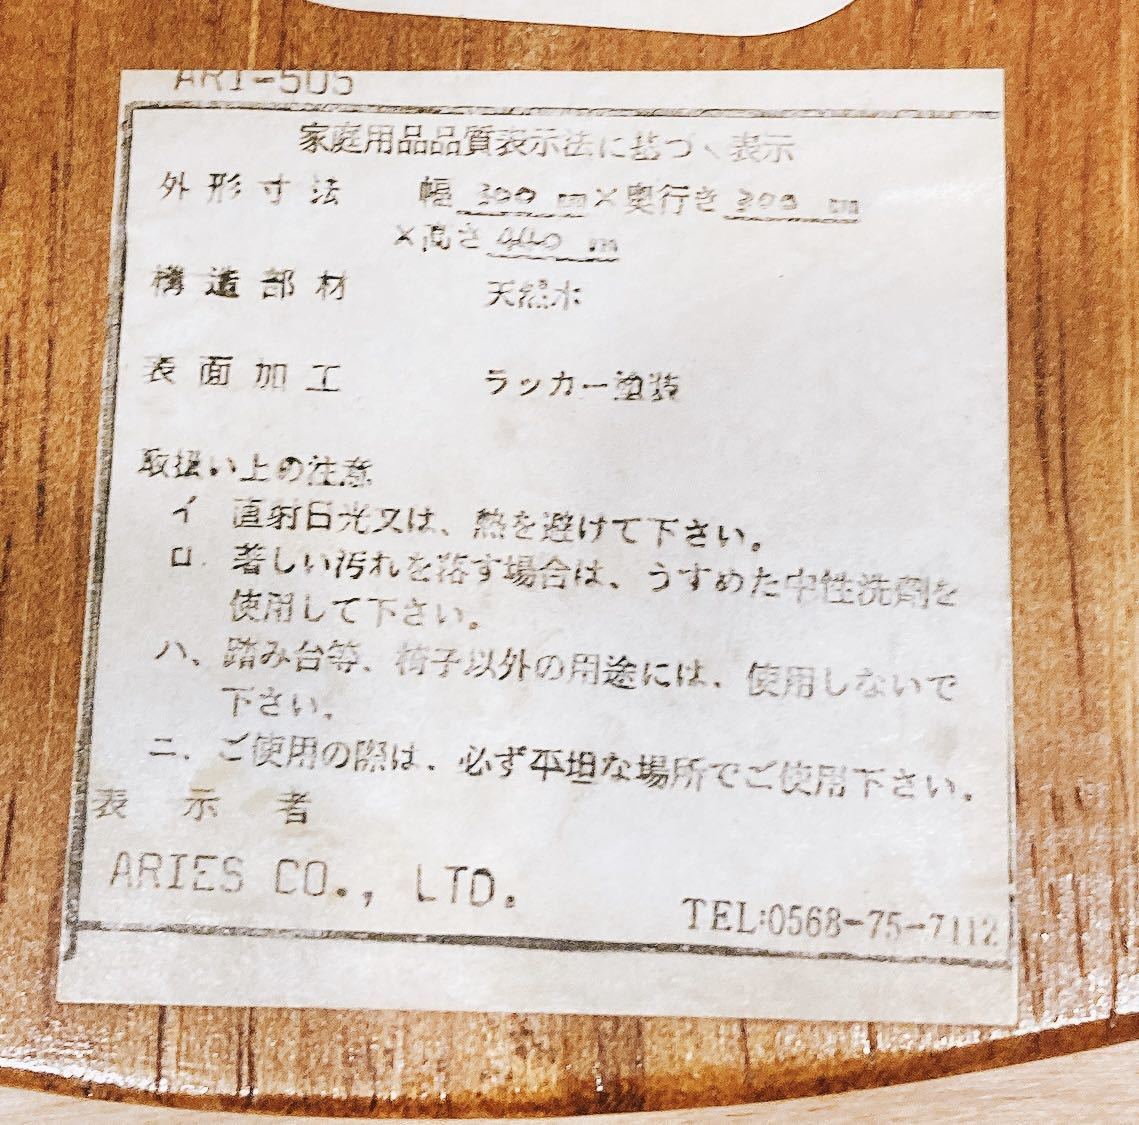 ARI-505
家庭用品品質表示法に基づく表示
外形寸法 幅 300 ㎜×奥行き 300 ㎜
×高さ 440 ㎜
構造部材 天然木
表面加工 ラッカー塗装
取扱い上の注意
イ 直射日光又は、熱を避けて下さい。
ロ. 著しい汚れを落す場合は、うすめた中性洗剤を
使用して下さい。
ハ、踏み台等、椅子以外の用途には、使用しないで
下さい。
ニ、ご使用の際は、必ず平坦な場所でご使用下さい。
表示者
ARIES CO., LTD.
TEL:0568-75-7112